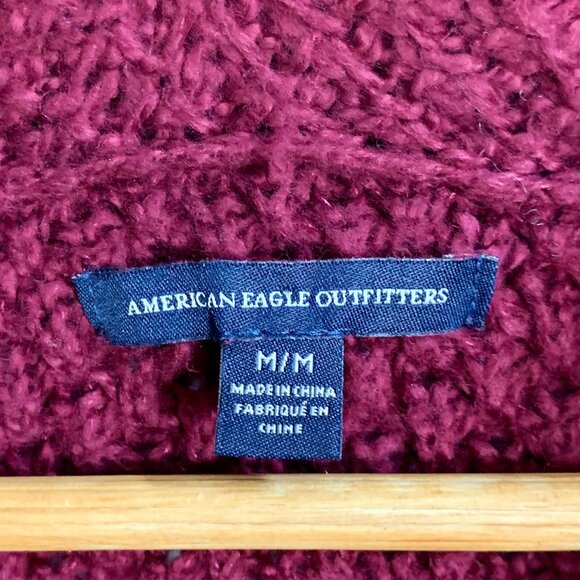 AMERICAN EAGLE OUTFITTERS
M/M
MADE IN CHINA
FABRIQUÉ EN
CHINE